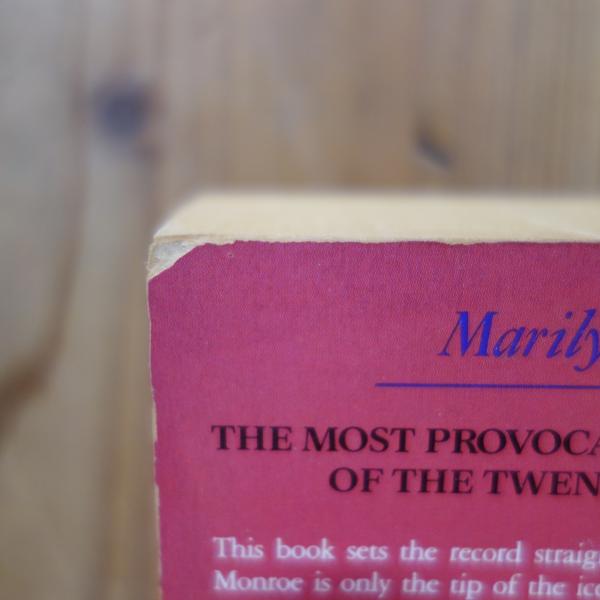 Marily
THE MOST PROVOCA
OF THE TWEN
This book sets the record straig
Monroe is only the tip of the ice